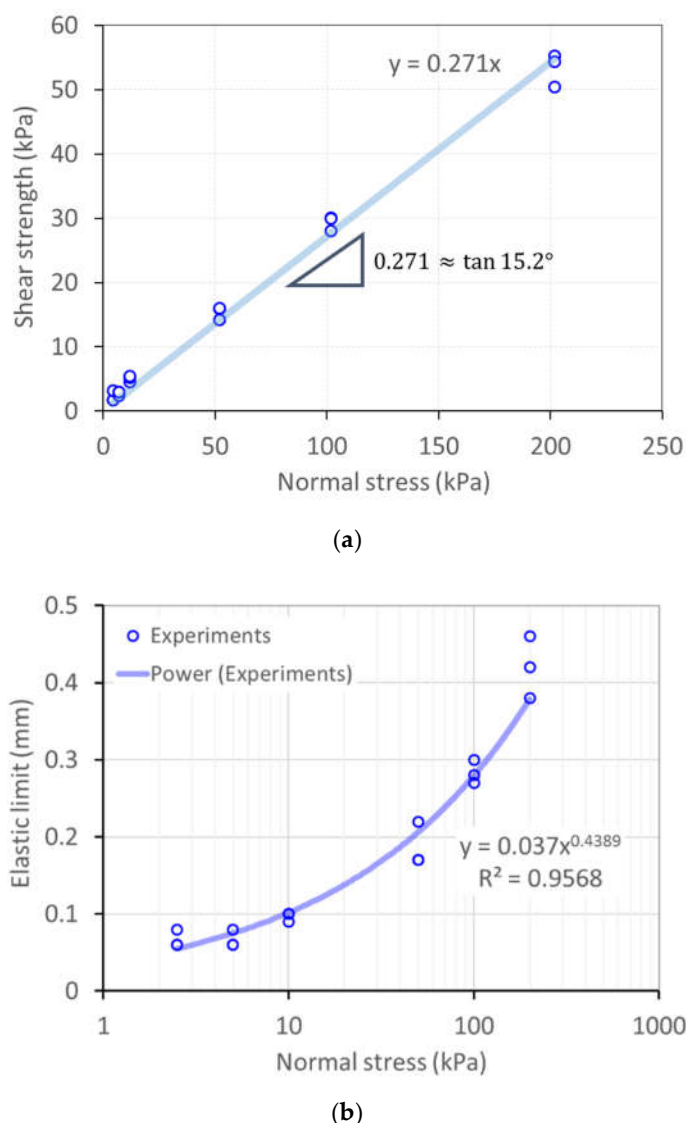 60
50
40
30
20
10
0
Shear strength (kPa)
y = 0.271x
0.271 ≈ tan 15.2°
0 50 100 150 200 250
Normal stress (kPa)
(a)
0.5
0.4
0.3
0.2
0.1
0
Elastic limit (mm)
Experiments
Power (Experiments)
y = 0.037x^0.4389
R² = 0.9568
1 10 100 1000
Normal stress (kPa)
(b)